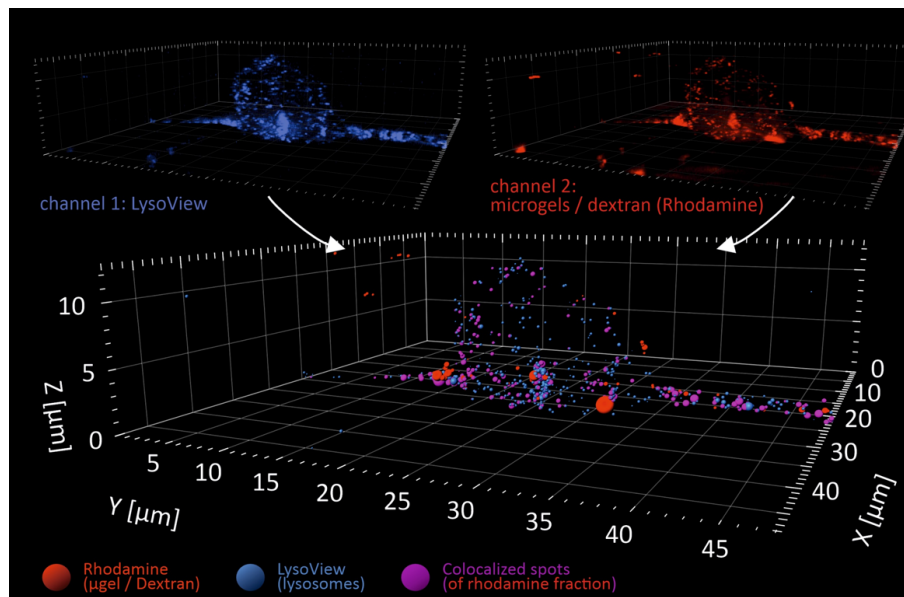 channel 1: LysoView
channel 2:
microgels / dextran (Rhodamine)
10
5
0
Z [µm]
5
10
15
20
25
30
35
40
45
Y [µm]
0
10
20
30
40
X [µm]
Rhodamine
(µgel / Dextran)
LysoView
(lysosomes)
Colocalized spots
(of rhodamine fraction)